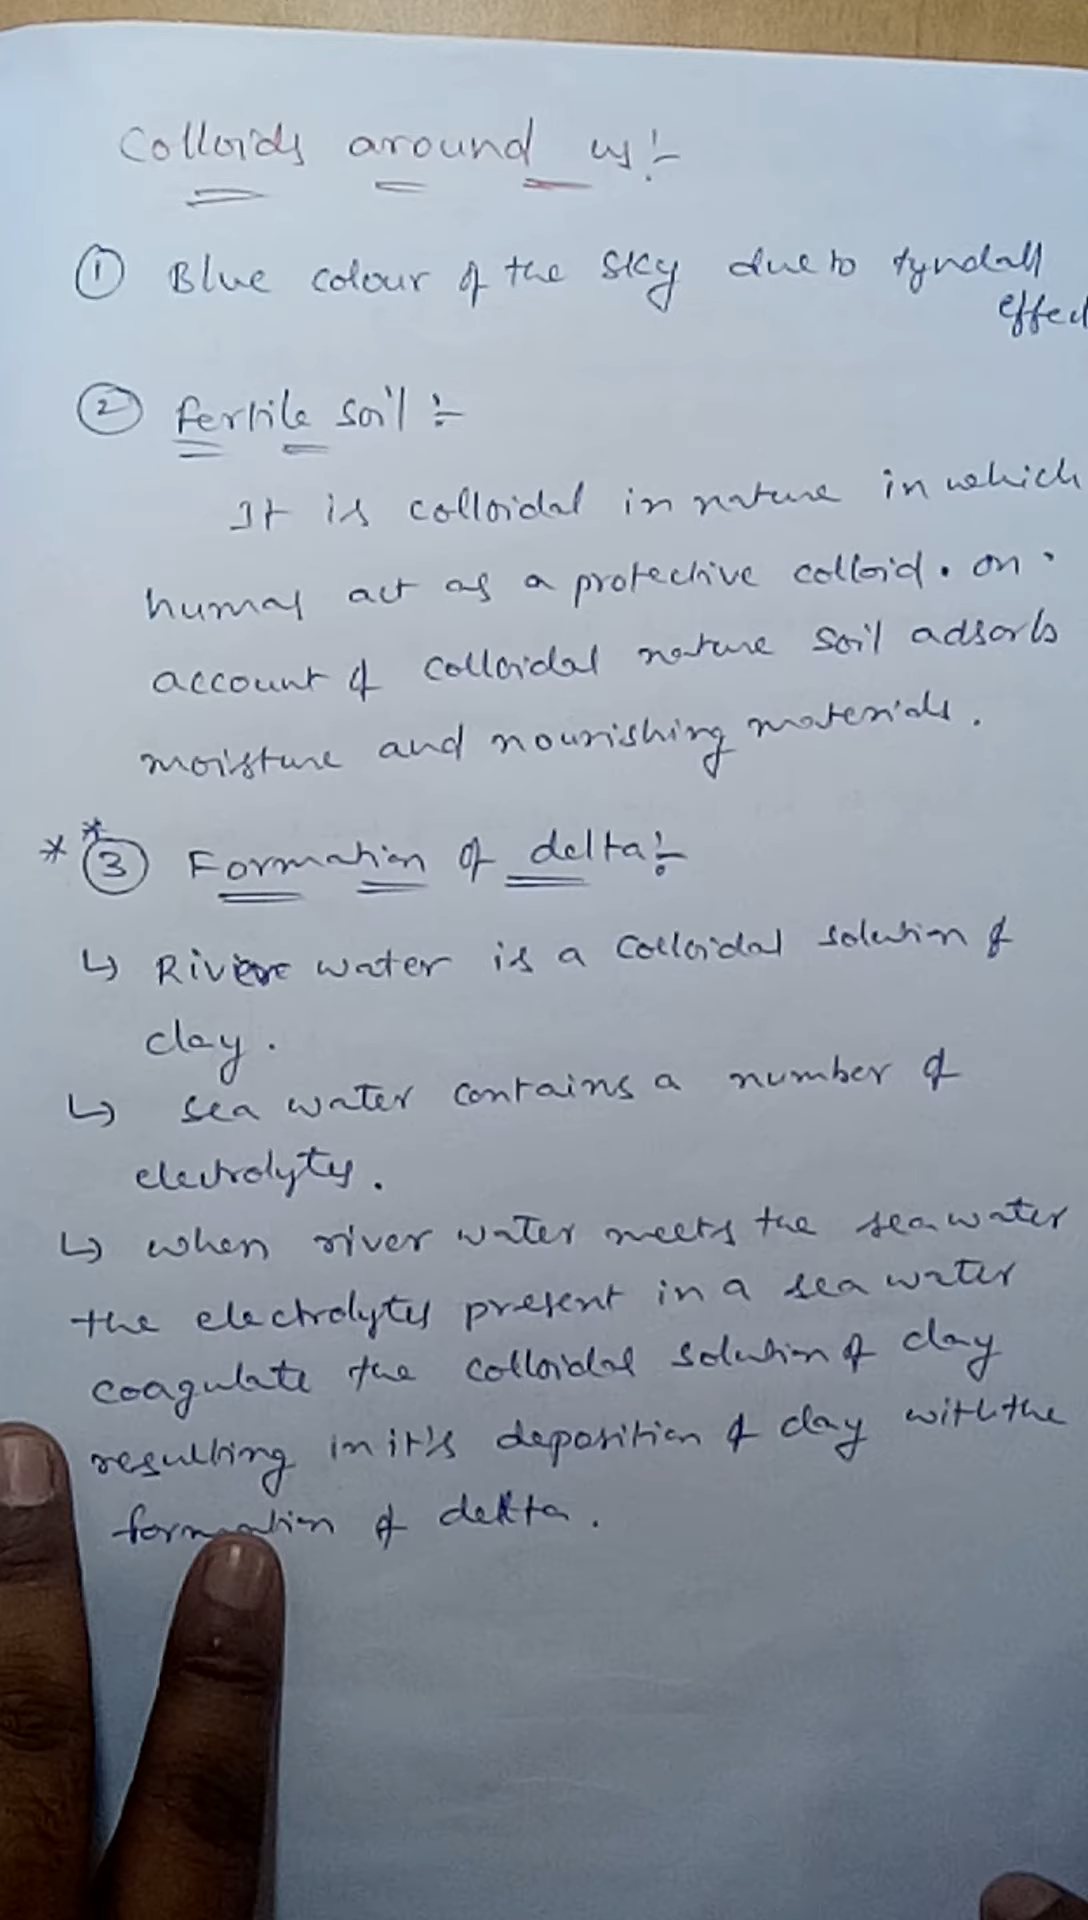 Colloids around us:-
① Blue colour of the sky due to tyndall
effect
② fertile soil :-
It is colloidal in nature in which
humas act as a protective colloid. on
account of colloidal nature soil adsorb
moisture and nourishing materials.
** ③ Formation of delta:-
↳ River water is a colloidal solution of
clay.
↳ sea water contains a number of
electrolytes.
↳ when river water meets the sea water
the electrolytes present in a sea water
coagulate the colloidal solution of clay
resulting in it's deposition of clay with the
formation of delta.